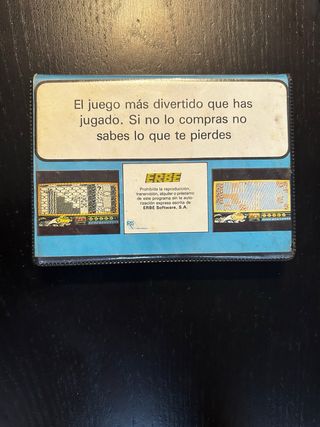 El juego más divertido que has
jugado. Si no lo compras no
sabes lo que te pierdes
ERBE
Prohibida la reproducción,
transmisión, alquiler o préstamo
de este programa sin la auto-
rización expresa escrita de
ERBE Software, S.A.